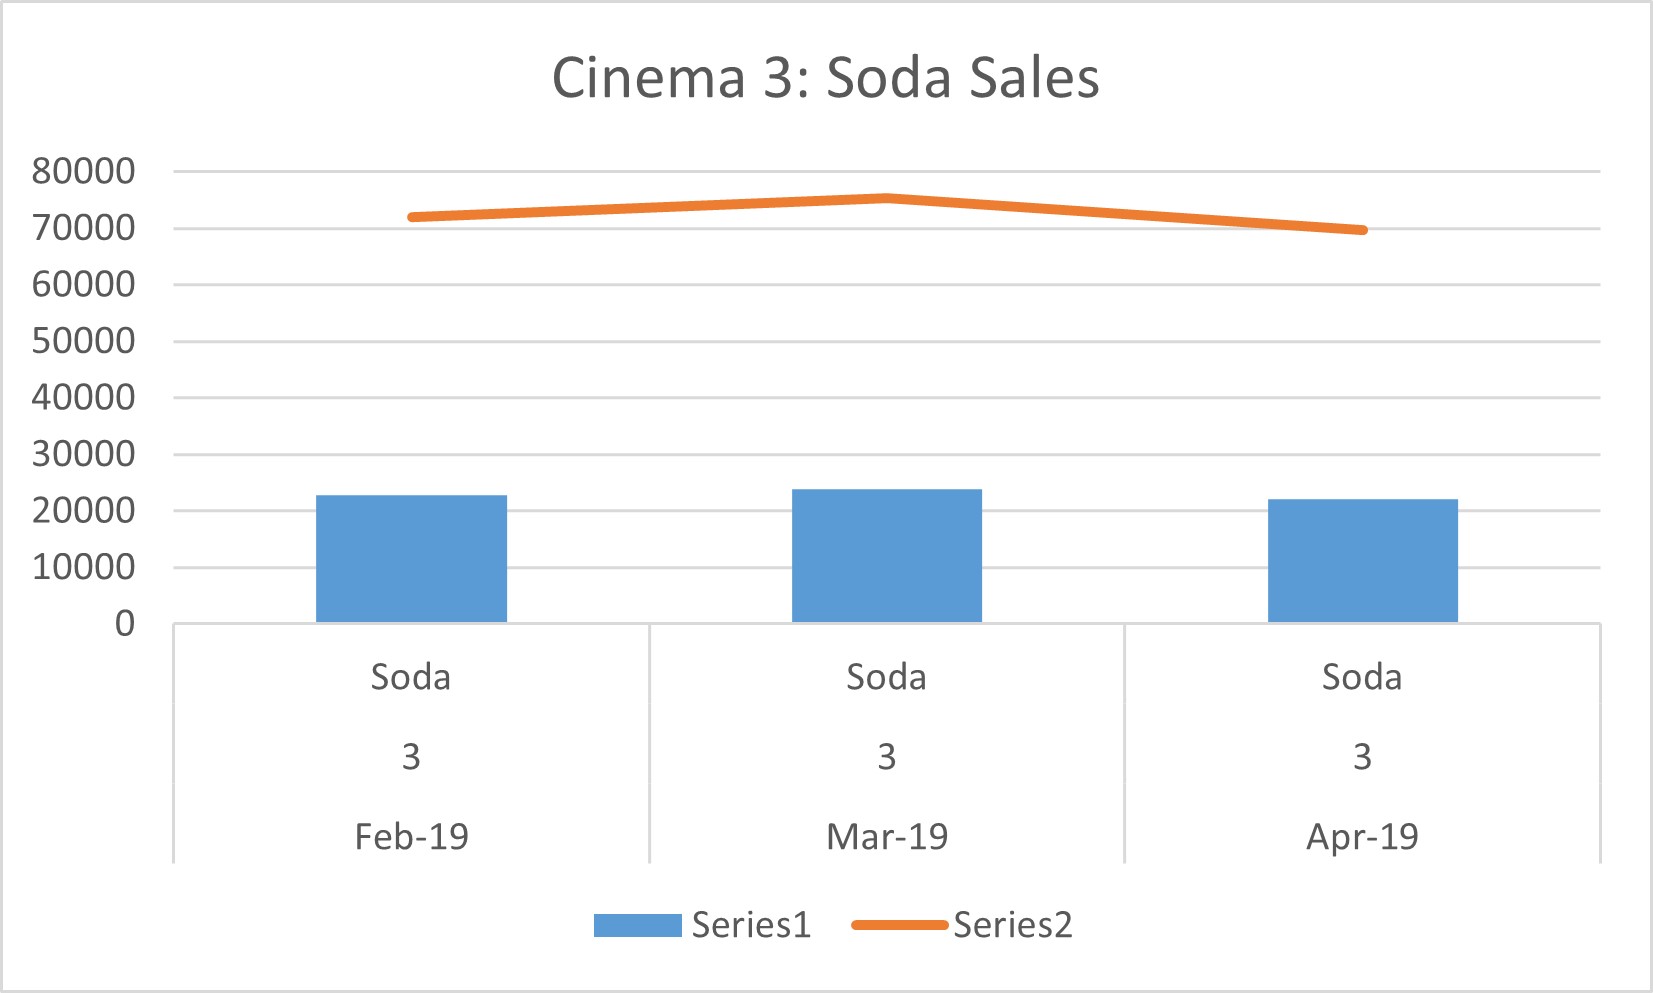 Cinema 3: Soda Sales
80000
70000
60000
50000
40000
30000
20000
10000
0
Soda Soda Soda
3 3 3
Feb-19 Mar-19 Apr-19
Series1 Series2